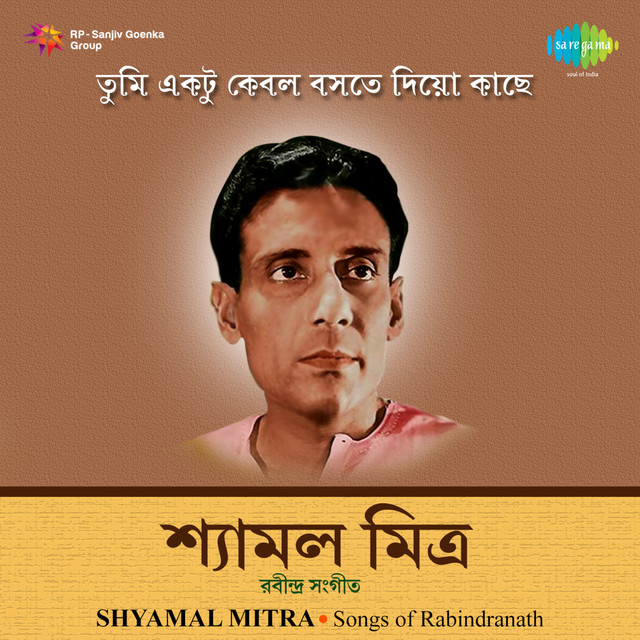 RP - Sanjiv Goenka
Group
sa re ga ma
soul of India
তুমি একটু কেবল বসতে দিয়ো কাছে
শ্যামল মিত্র
রবীন্দ্র সংগীত
SHYAMAL MITRA • Songs of Rabindranath